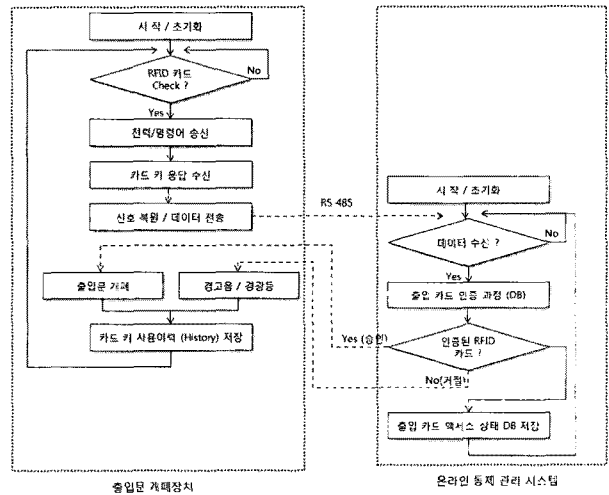 시 작 / 초기화
RFID 카드
Check ?
No
Yes
전력/명령어 송신
카드 키 응답 수신
신호 복원 / 데이터 전송
RS 485
시 작 / 초기화
데이터 수신 ?
No
Yes
출입문 개폐
경고음 / 경광등
출입 카드 인증 과정 (DB)
카드 키 사용이력 (History) 저장
Yes (승인)
인증된 RFID
카드 ?
No(거절)
출입 카드 액서스 상태 DB 저장
출입문 개폐장치
온라인 통제 관리 시스템